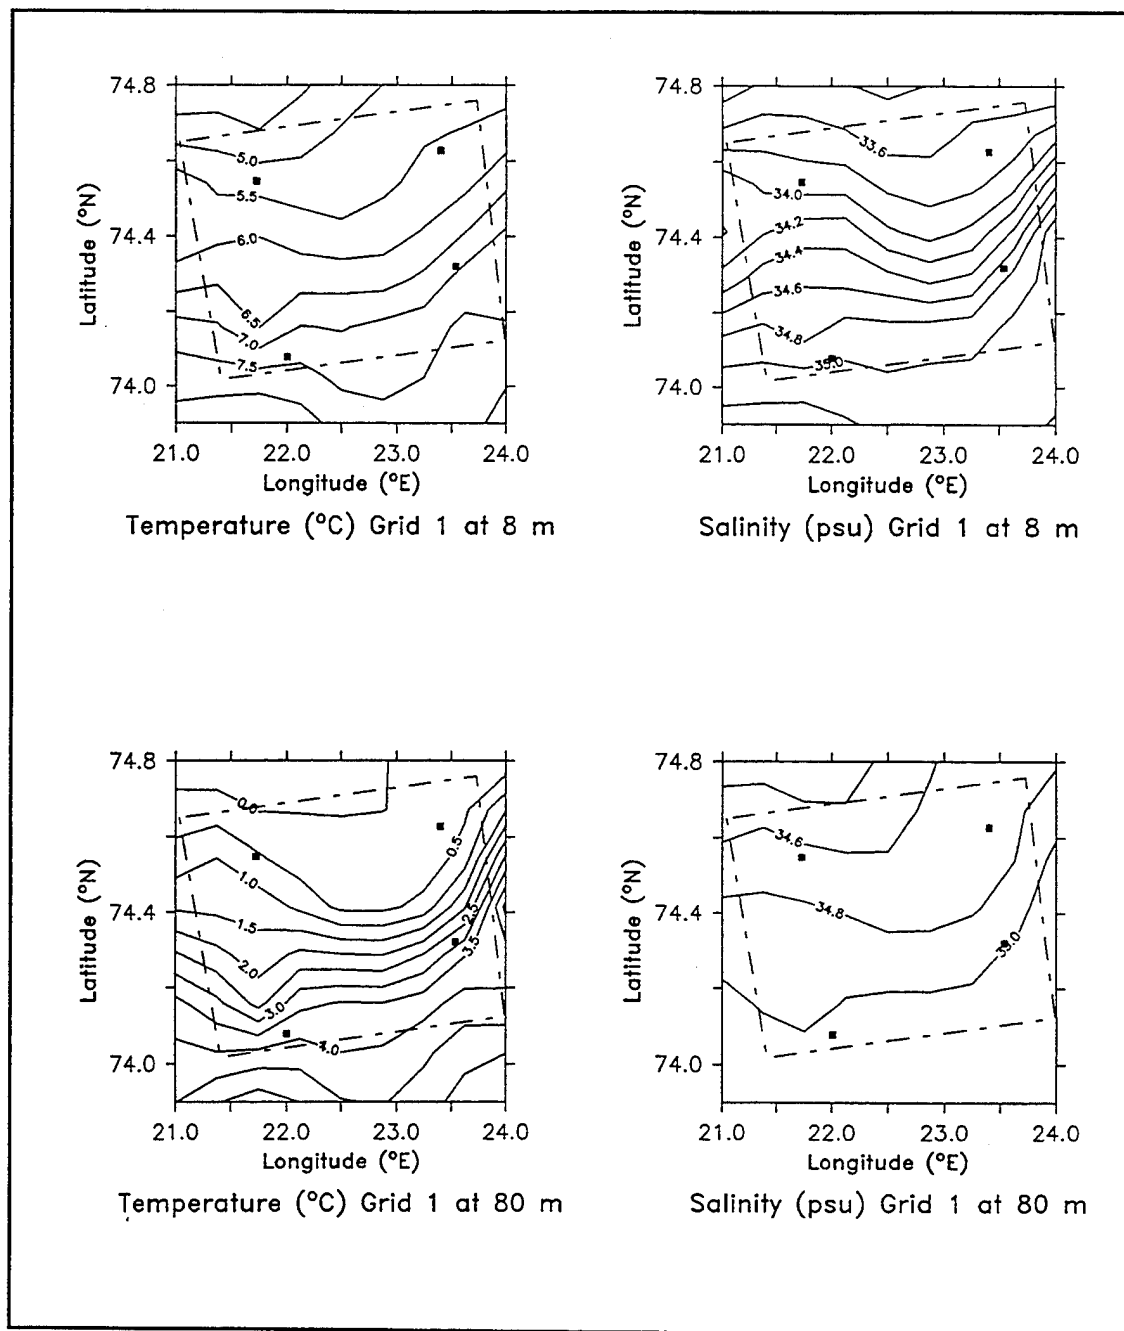 74.8
74.4
74.0
Latitude (°N)
5.0
5.5
6.0
6.5
7.0
7.5
21.0 22.0 23.0 24.0
Longitude (°E)
Temperature (°C) Grid 1 at 8 m
74.8
74.4
74.0
Latitude (°N)
33.6
34.0
34.2
34.4
34.6
34.8
35.0
21.0 22.0 23.0 24.0
Longitude (°E)
Salinity (psu) Grid 1 at 8 m
74.8
74.4
74.0
Latitude (°N)
0.0
0.5
1.0
1.5
2.0
2.5
3.0
3.5
4.0
21.0 22.0 23.0 24.0
Longitude (°E)
Temperature (°C) Grid 1 at 80 m
74.8
74.4
74.0
Latitude (°N)
34.6
34.8
35.0
21.0 22.0 23.0 24.0
Longitude (°E)
Salinity (psu) Grid 1 at 80 m